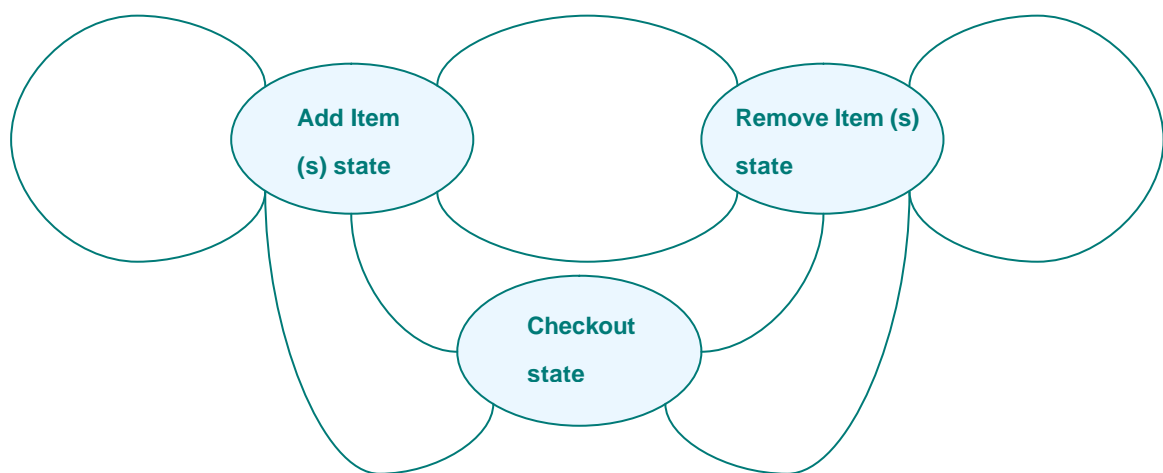 Add Item
(s) state
Remove Item (s)
state
Checkout
state